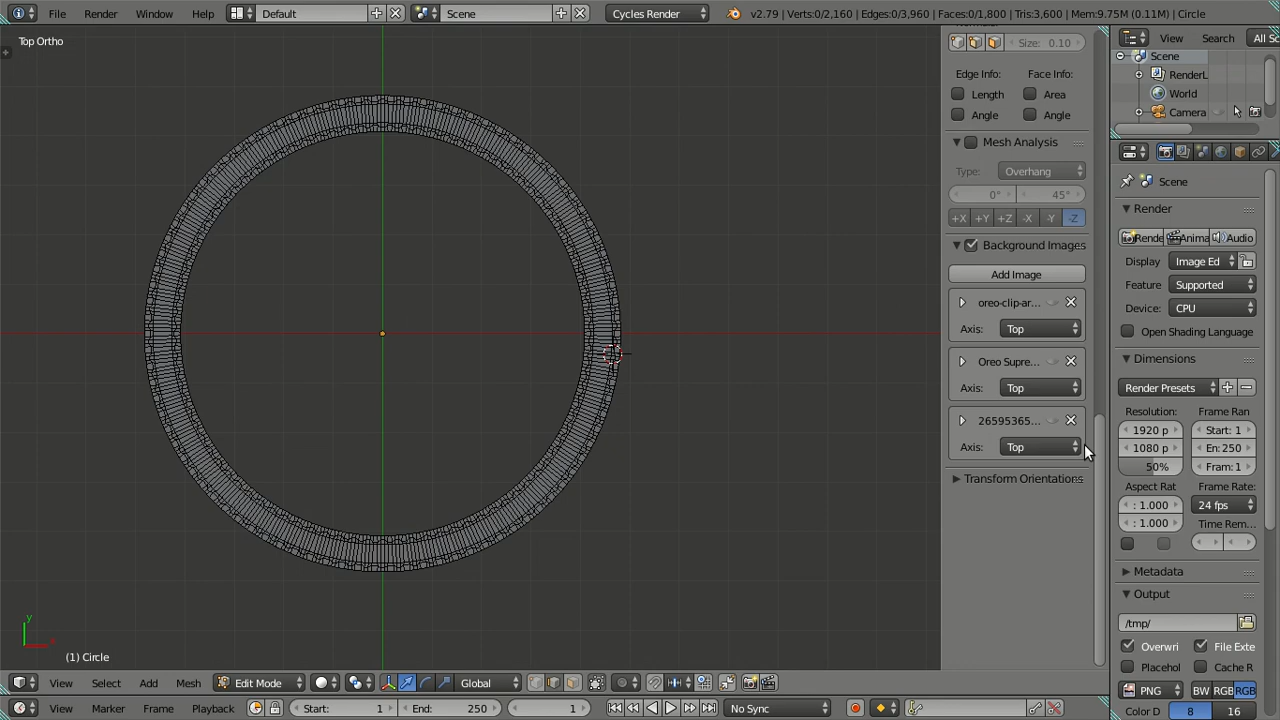 File Render Window Help Default Scene Cycles Render v2.79 | Verts:0/2,160 | Edges:0/3,960 | Faces:0/1,800 | Tris:3,600 | Mem:9.75M (0.11M) | Circle
Top Ortho
View Search All Sc
Scene
RenderL
World
Camera
Size: 0.10
Edge Info: Face Info:
Length Area
Angle Angle
Mesh Analysis
Type: Overhang
0° 45°
+X +Y +Z -X -Y -Z
Background Images
Add Image
oreo-clip-ar...
Axis: Top
Oreo Supre...
Axis: Top
26595365...
Axis: Top
Transform Orientations
Scene
Render
Rende Anima Audio
Display Image Ed
Feature Supported
Device: CPU
Open Shading Language
Dimensions
Render Presets
Resolution: Frame Ran
1920 p Start: 1
1080 p En: 250
50% Fram: 1
Aspect Rat Frame Rate:
: 1.000 24 fps
: 1.000 Time Rem...
Metadata
Output
/tmp/
Overwri File Exte
Placehol Cache R
PNG BW RGB RGB
Color D 8 16
y
x
(1) Circle
View Select Add Mesh Edit Mode Global
View Marker Frame Playback Start: 1 End: 250 1 No Sync